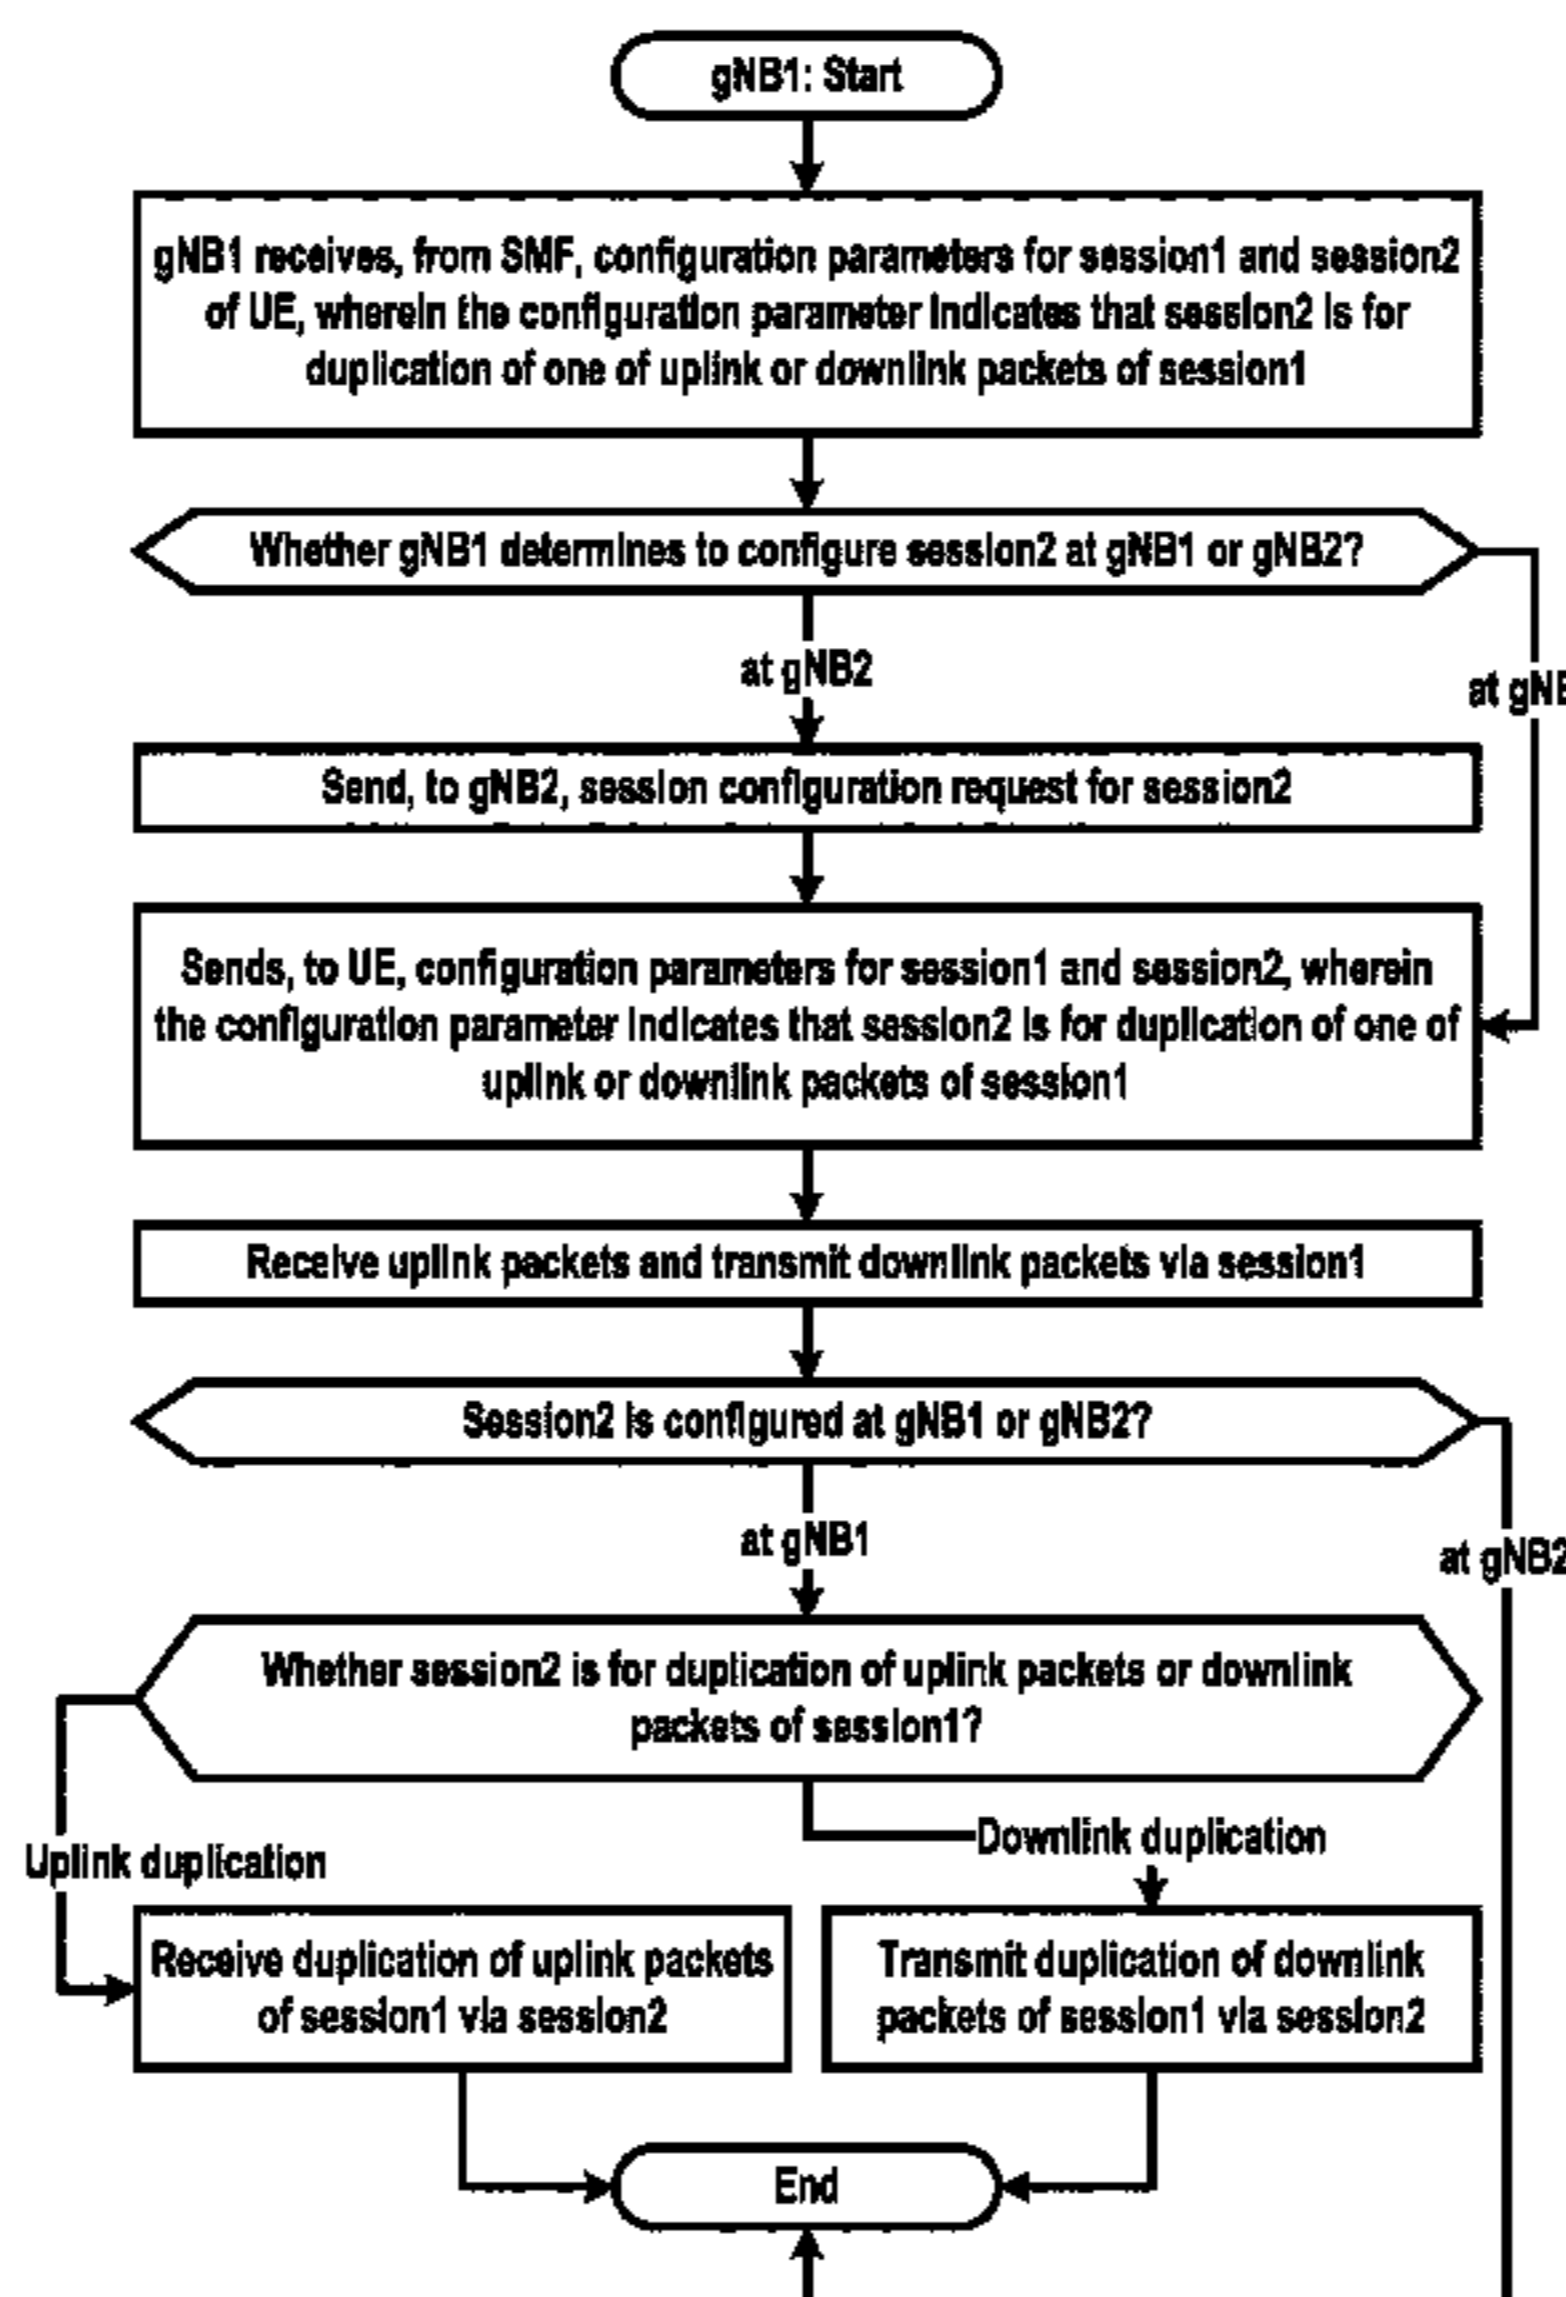 gNB1: Start
gNB1 receives, from SMF, configuration parameters for session1 and session2
of UE, wherein the configuration parameter indicates that session2 is for
duplication of one of uplink or downlink packets of session1
Whether gNB1 determines to configure session2 at gNB1 or gNB2?
at gNB2
at
Send, to gNB2, session configuration request for session2
Sends, to UE, configuration parameters for session1 and session2, wherein
the configuration parameter indicates that session2 is for duplication of one of
uplink or downlink packets of session1
Receive uplink packets and transmit downlink packets via session1
Session2 is configured at gNB1 or gNB2?
at gNB1
at gNB2
Whether session2 is for duplication of uplink packets or downlink
packets of session1?
Downlink duplication
Uplink duplication
Receive duplication of uplink packets
of session1 via session2
Transmit duplication of downlink
packets of session1 via session2
End